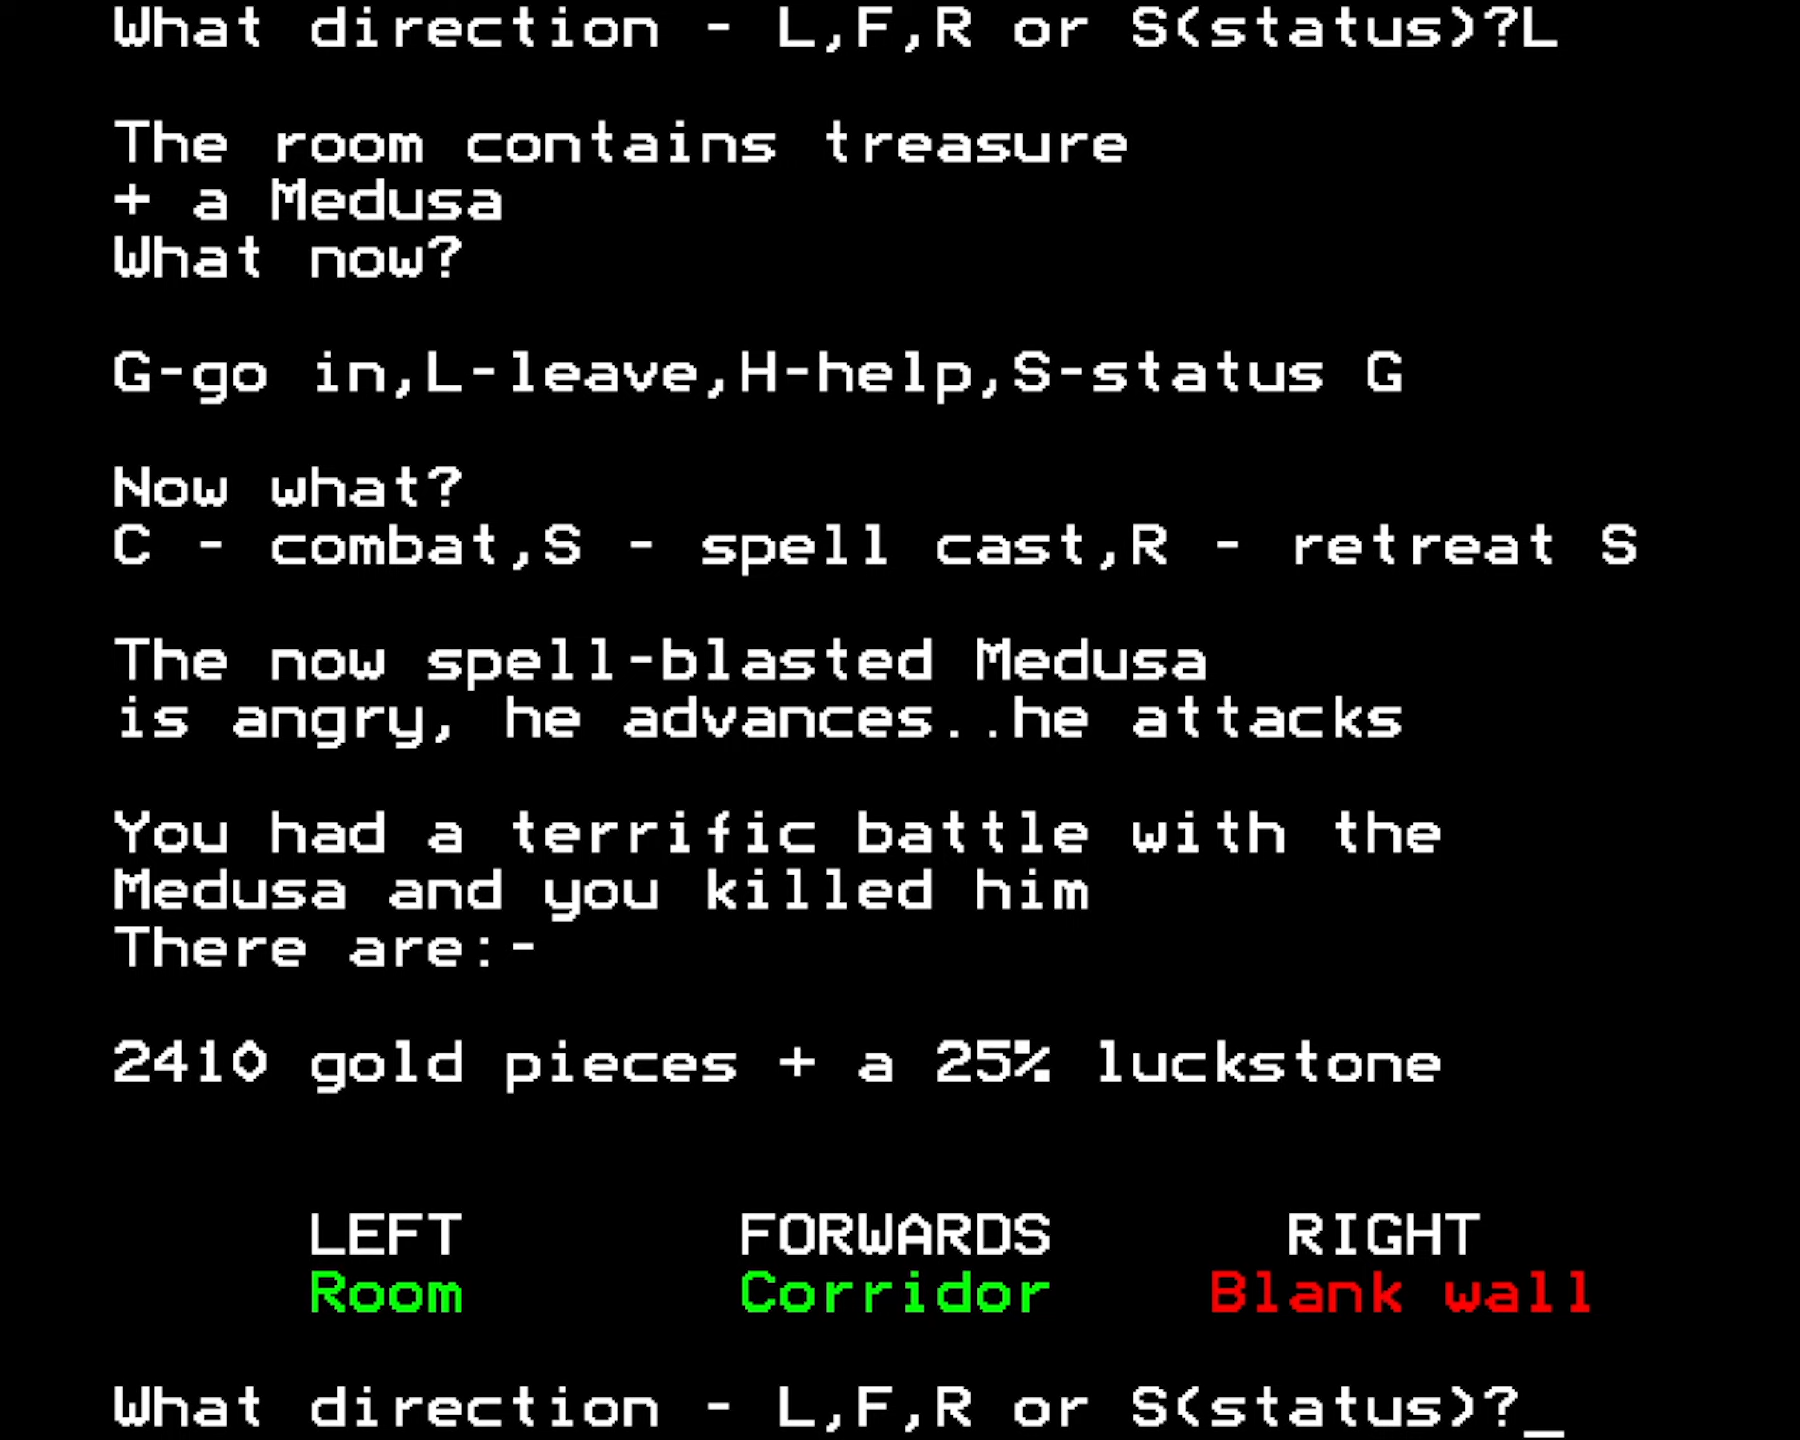 What direction - L,F,R or S(status)?L
The room contains treasure
+ a Medusa
What now?
G-go in,L-leave,H-help,S-status G
Now what?
C - combat,S - spell cast,R - retreat S
The now spell-blasted Medusa
is angry, he advances..he attacks
You had a terrific battle with the
Medusa and you killed him
There are:-
2410 gold pieces + a 25% luckstone
LEFT FORWARDS RIGHT
Room Corridor Blank wall
What direction - L,F,R or S(status)?_